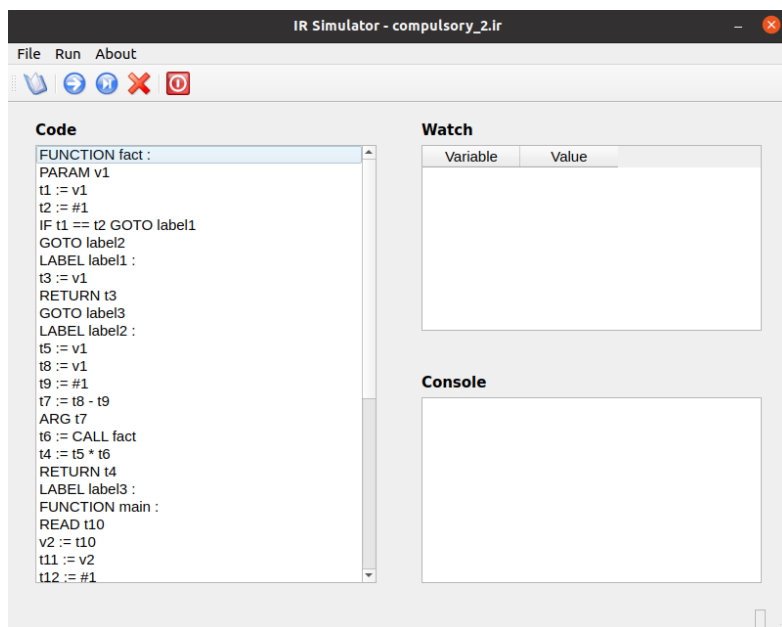 IR Simulator - compulsory_2.ir
File Run About
Code
FUNCTION fact :
PARAM v1
t1 := v1
t2 := #1
IF t1 == t2 GOTO label1
GOTO label2
LABEL label1 :
t3 := v1
RETURN t3
GOTO label3
LABEL label2 :
t5 := v1
t8 := v1
t9 := #1
t7 := t8 - t9
ARG t7
t6 := CALL fact
t4 := t5 * t6
RETURN t4
LABEL label3 :
FUNCTION main :
READ t10
v2 := t10
t11 := v2
t12 := #1
Watch
Variable Value
Console